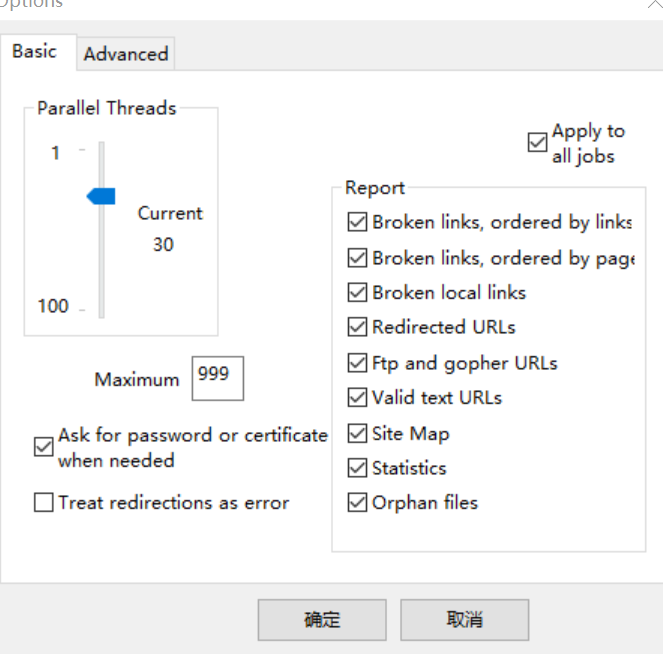 Options
Basic
Advanced
Parallel Threads
1
Current
30
100
Maximum
999
Ask for password or certificate
when needed
Treat redirections as error
Apply to
all jobs
Report
Broken links, ordered by links
Broken links, ordered by page
Broken local links
Redirected URLs
Ftp and gopher URLs
Valid text URLs
Site Map
Statistics
Orphan files
确定
取消